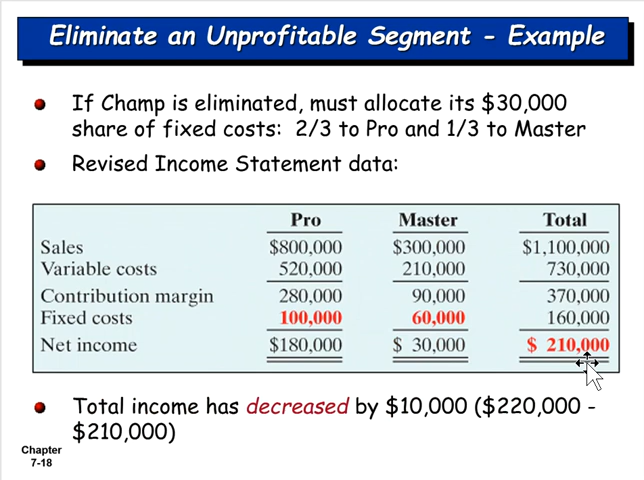 Eliminate an Unprofitable Segment - Example
If Champ is eliminated, must allocate its $30,000
share of fixed costs: 2/3 to Pro and 1/3 to Master
Revised Income Statement data:
Pro Master Total
Sales $800,000 $300,000 $1,100,000
Variable costs 520,000 210,000 730,000
Contribution margin 280,000 90,000 370,000
Fixed costs 100,000 60,000 160,000
Net income $180,000 $ 30,000 $ 210,000
Total income has decreased by $10,000 ($220,000 -
$210,000)
Chapter
7-18